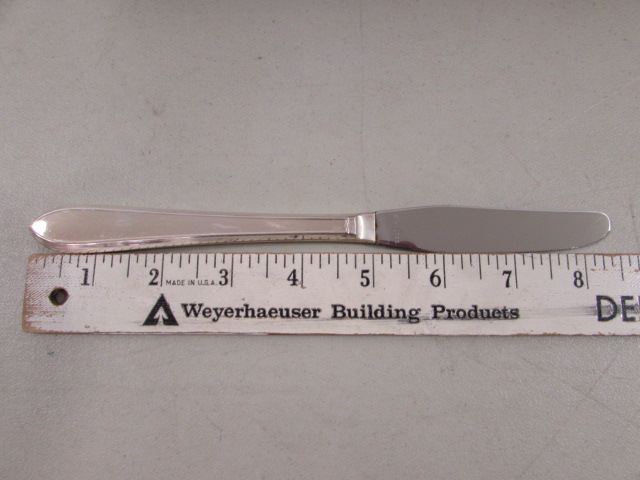 1 2 3 4 5 6 7 8
MADE IN U.S.A.
Weyerhaeuser Building Products
DE